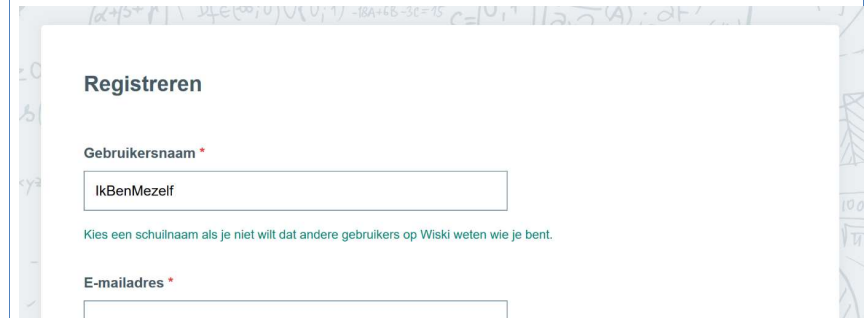 Registreren
Gebruikersnaam *
IkBenMezelf
Kies een schuilnaam als je niet wilt dat andere gebruikers op Wiski weten wie je bent.
E-mailadres *